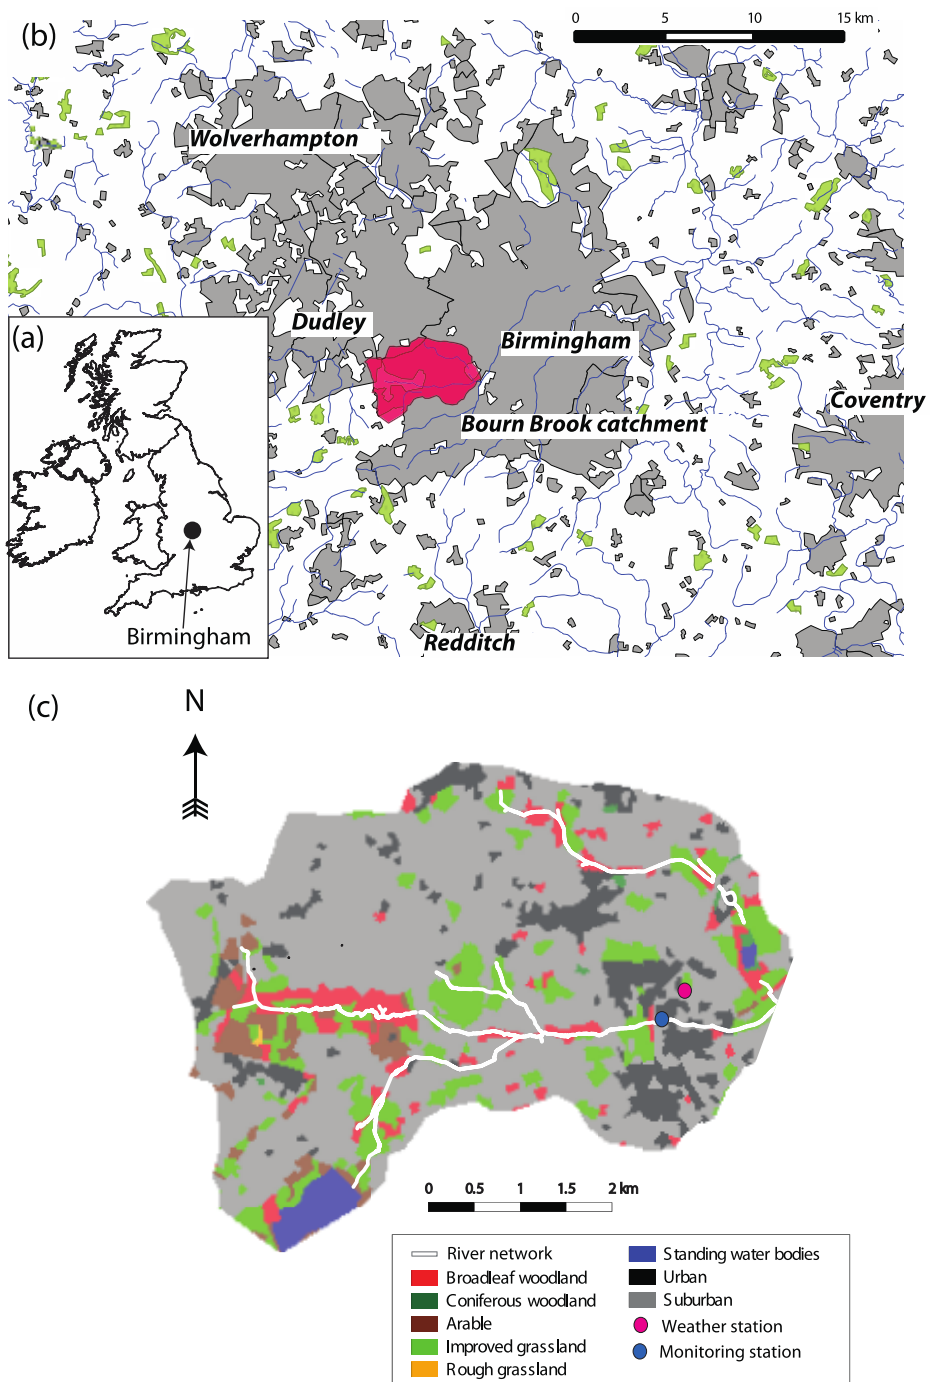 (b)
0 5 10 15 km
Wolverhampton
Dudley
Birmingham
(a)
Coventry
Bourn Brook catchment
Birmingham
Redditch
(c)
N
0 0.5 1 1.5 2 km
River network
Broadleaf woodland
Coniferous woodland
Arable
Improved grassland
Rough grassland
Standing water bodies
Urban
Suburban
Weather station
Monitoring station